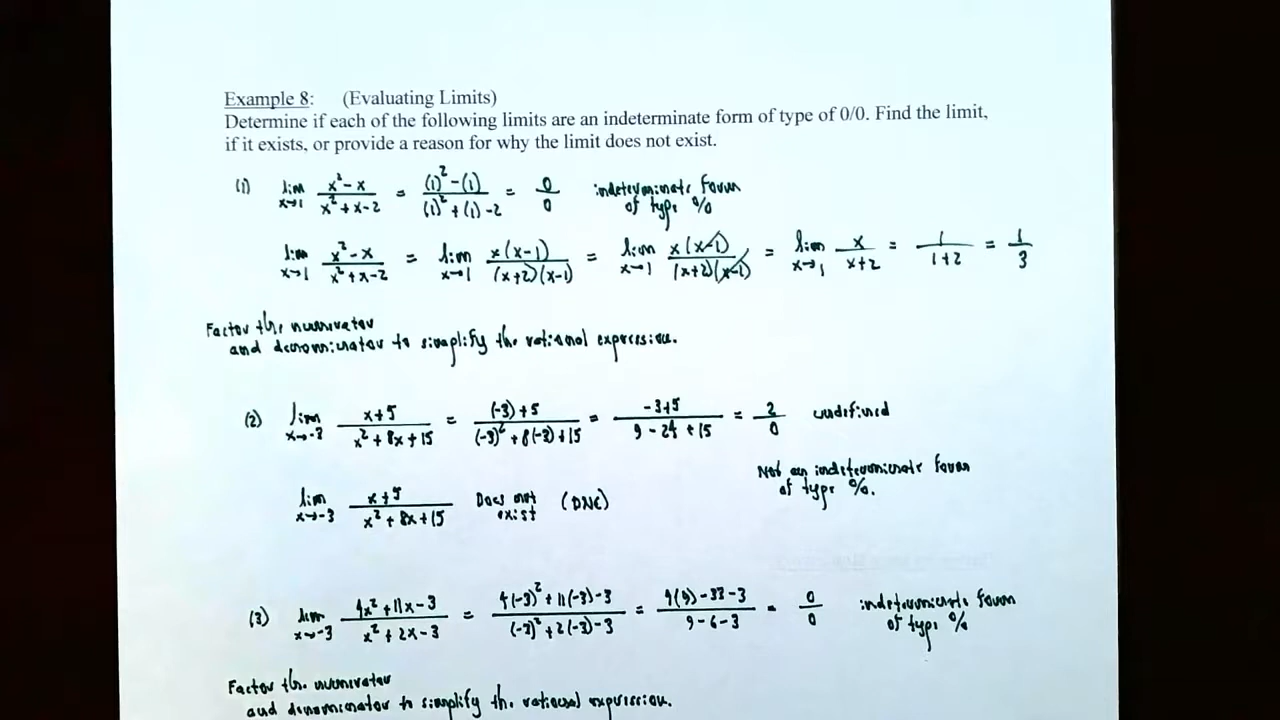 Example 8: (Evaluating Limits)
Determine if each of the following limits are an indeterminate form of type of 0/0. Find the limit,
if it exists, or provide a reason for why the limit does not exist.
(1) lim x→1 (x² - x)/(x² + x - 2) = ((1)² - (1))/((1)² + (1) - 2) = 0/0 indeterminate form
of type 0/0
lim x→1 (x² - x)/(x² + x - 2) = lim x→1 x(x-1)/((x+2)(x-1)) = lim x→1 x(x-1)/((x+2)(x-1)) = lim x→1 x/(x+2) = 1/(1+2) = 1/3
Factor the numerator
and denominator to simplify the rational expression.
(2) lim x→-3 (x+5)/(x² + 8x + 15) = ((-3)+5)/((-3)² + 8(-3) + 15) = (-3+5)/(9 - 24 + 15) = 2/0 undefined
Not an indeterminate form
of type 0/0.
lim x→-3 (x+5)/(x² + 8x + 15) Does not
exist (DNE)
(3) lim x→-3 (4x² + 11x - 3)/(x² + 2x - 3) = (4(-3)² + 11(-3) - 3)/((-3)² + 2(-3) - 3) = (4(9) - 33 - 3)/(9 - 6 - 3) = 0/0 indeterminate form
of type 0/0
Factor the numerator
and denominator to simplify the rational expression.